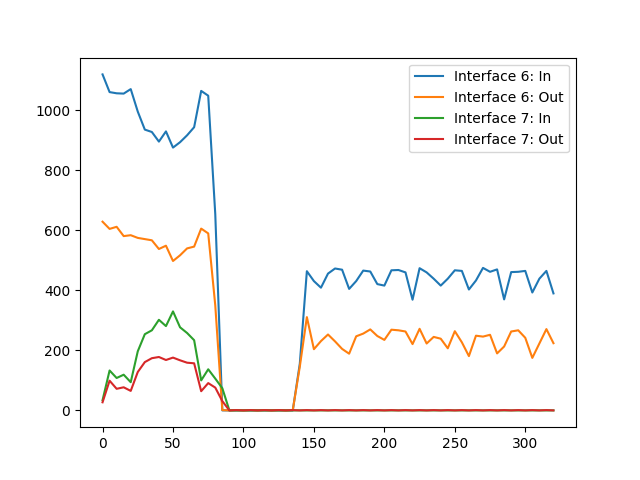 Interface 6: In
Interface 6: Out
Interface 7: In
Interface 7: Out
1000
800
600
400
200
0
0 50 100 150 200 250 300